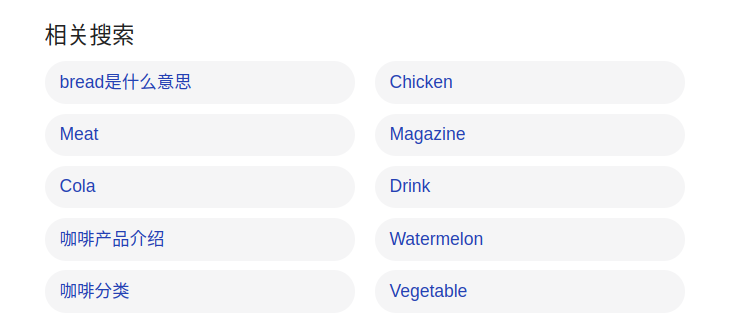 相关搜索
bread是什么意思
Chicken
Meat
Magazine
Cola
Drink
咖啡产品介绍
Watermelon
咖啡分类
Vegetable